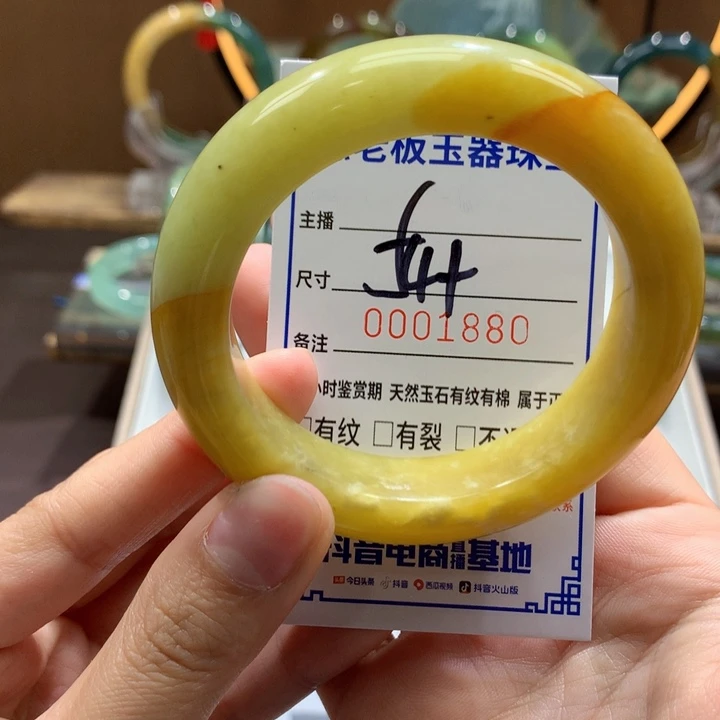 老板玉器珠
主播
尺寸 54
0001880
备注
小时鉴赏期 天然玉石有纹有棉 属于正
□有纹 □有裂 □不
抖音电商直播基地
今日头条 抖音 西瓜视频 抖音火山版